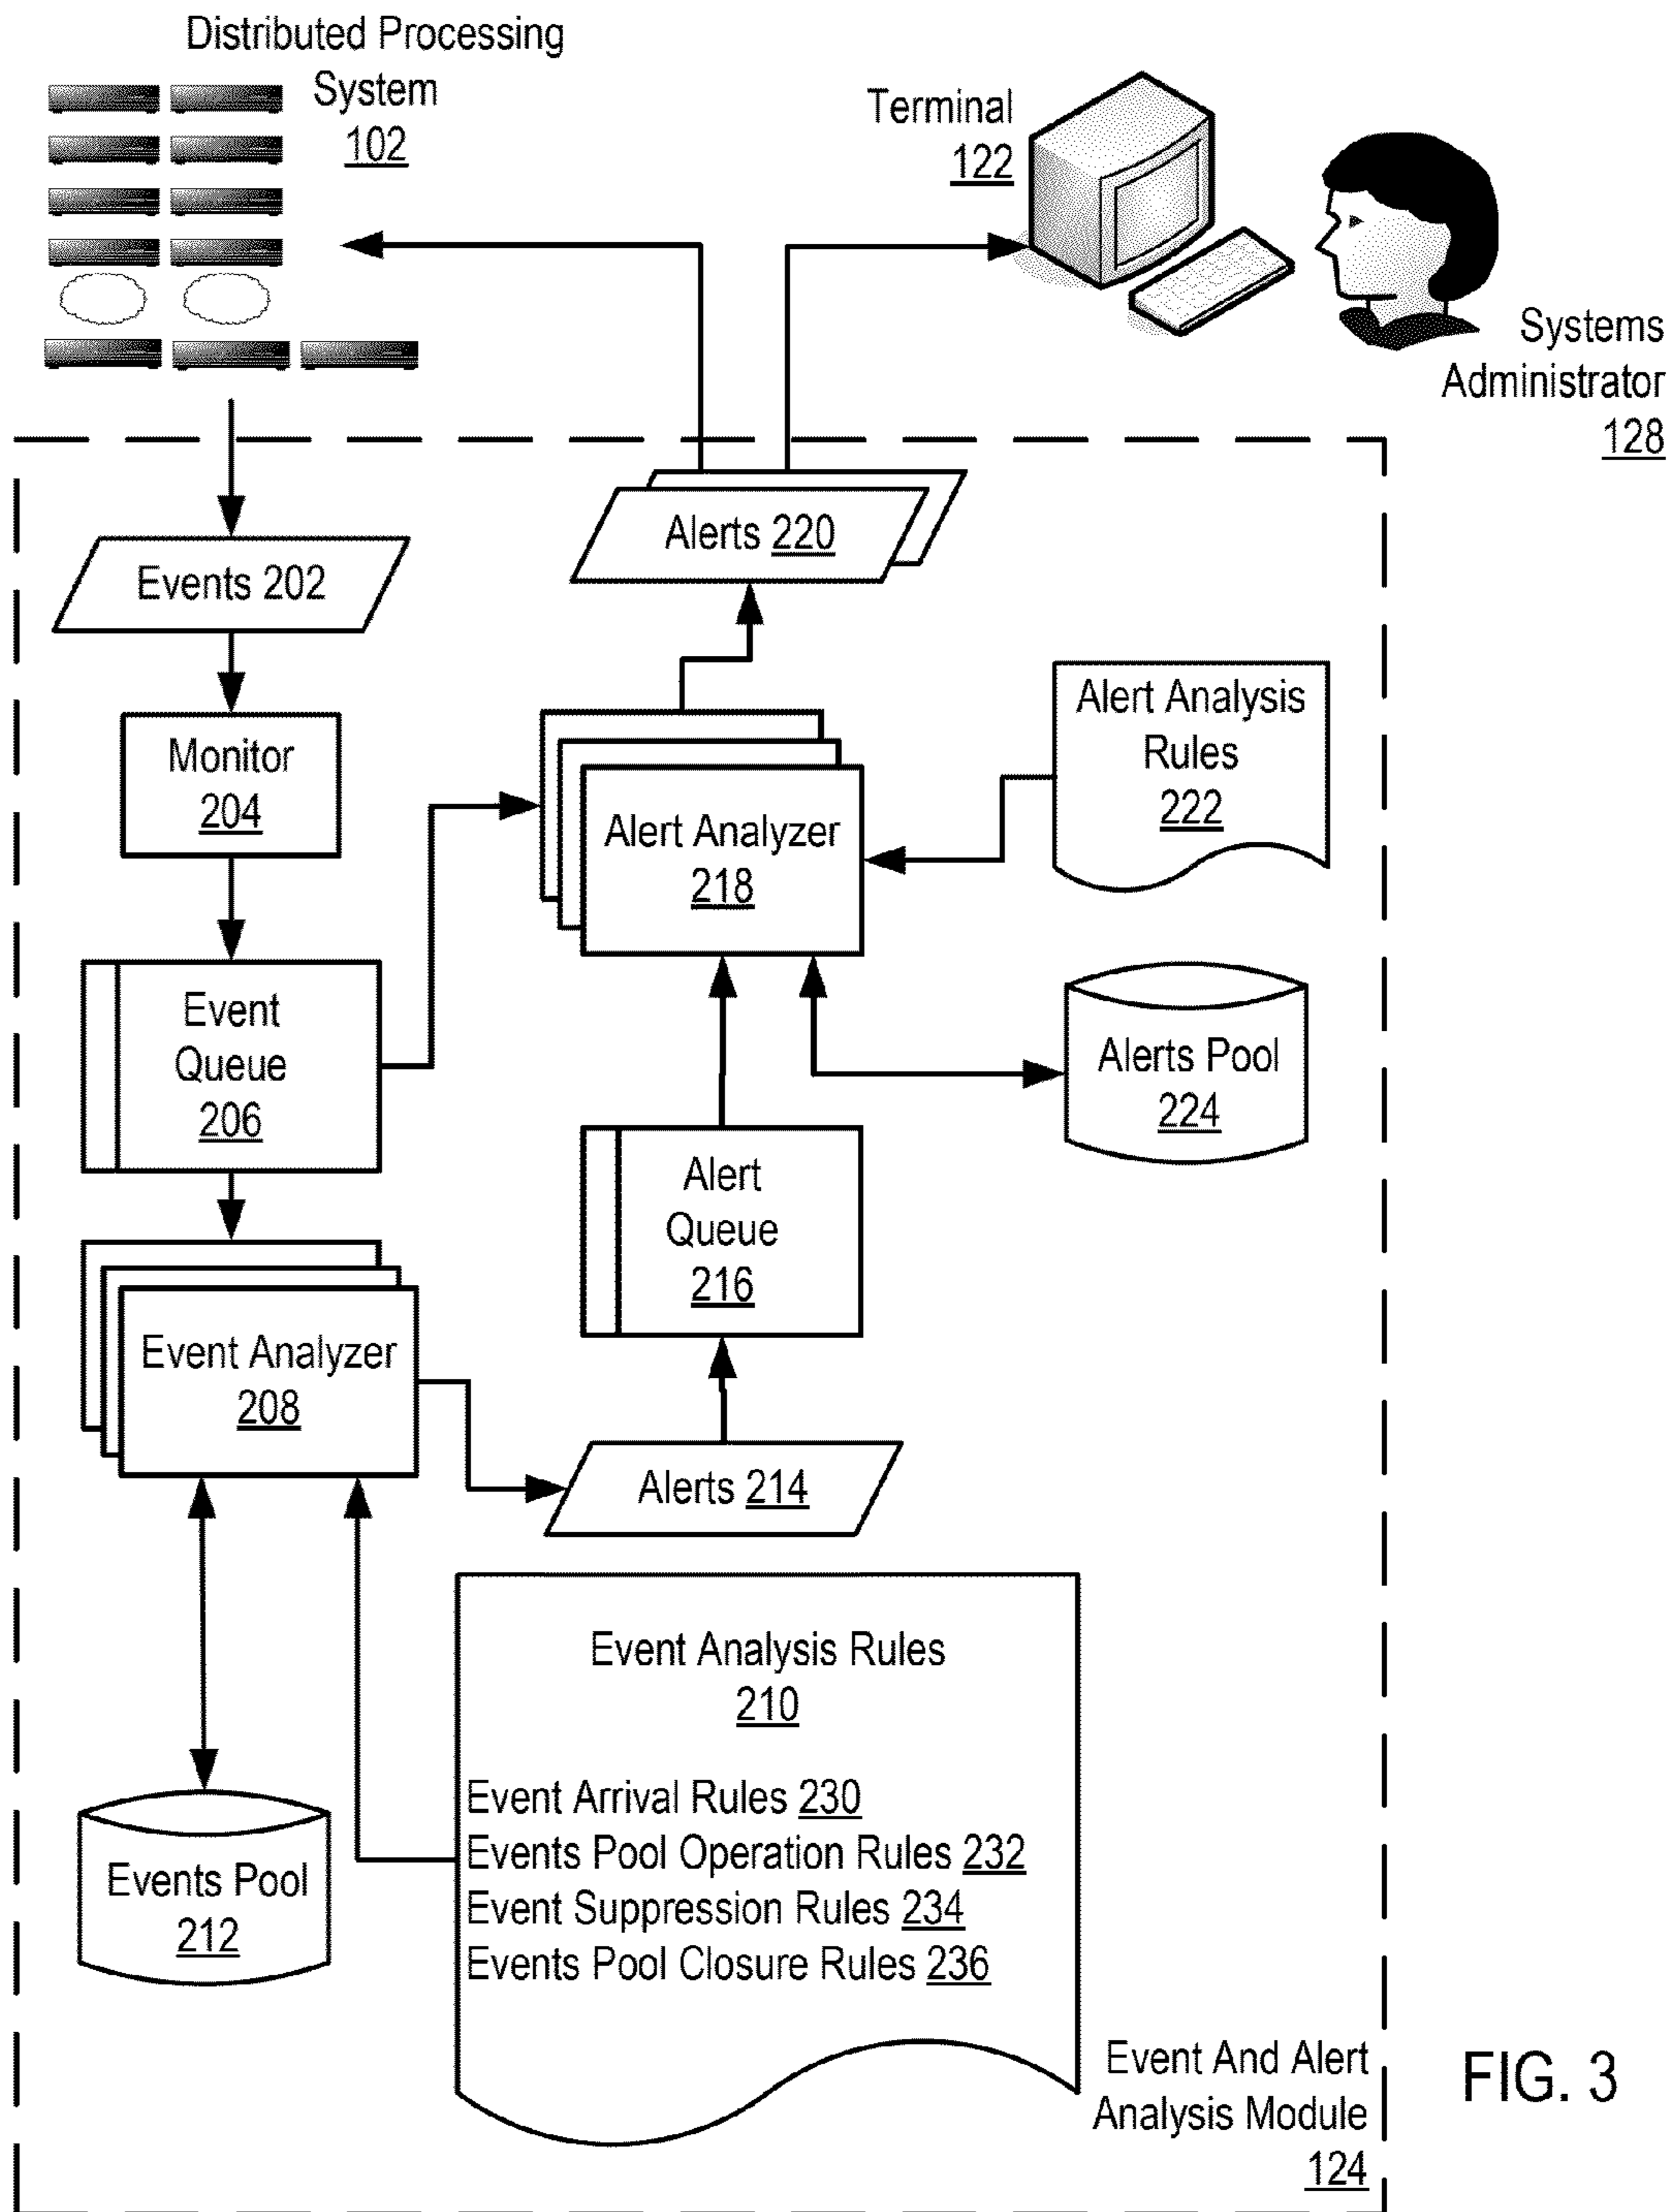 Distributed Processing
System
102
Terminal
122
Systems
Administrator
128
Events 202
Alerts 220
Monitor
204
Alert Analysis
Rules
222
Alert Analyzer
218
Event
Queue
206
Alerts Pool
224
Alert
Queue
216
Event Analyzer
208
Alerts 214
Event Analysis Rules
210
Event Arrival Rules 230
Events Pool Operation Rules 232
Event Suppression Rules 234
Events Pool Closure Rules 236
Events Pool
212
Event And Alert
Analysis Module
124
FIG. 3